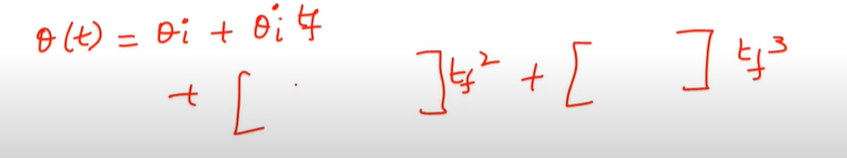 θ(t) = θi + θ̇i tf
+ [ ] tf² + [ ] tf³